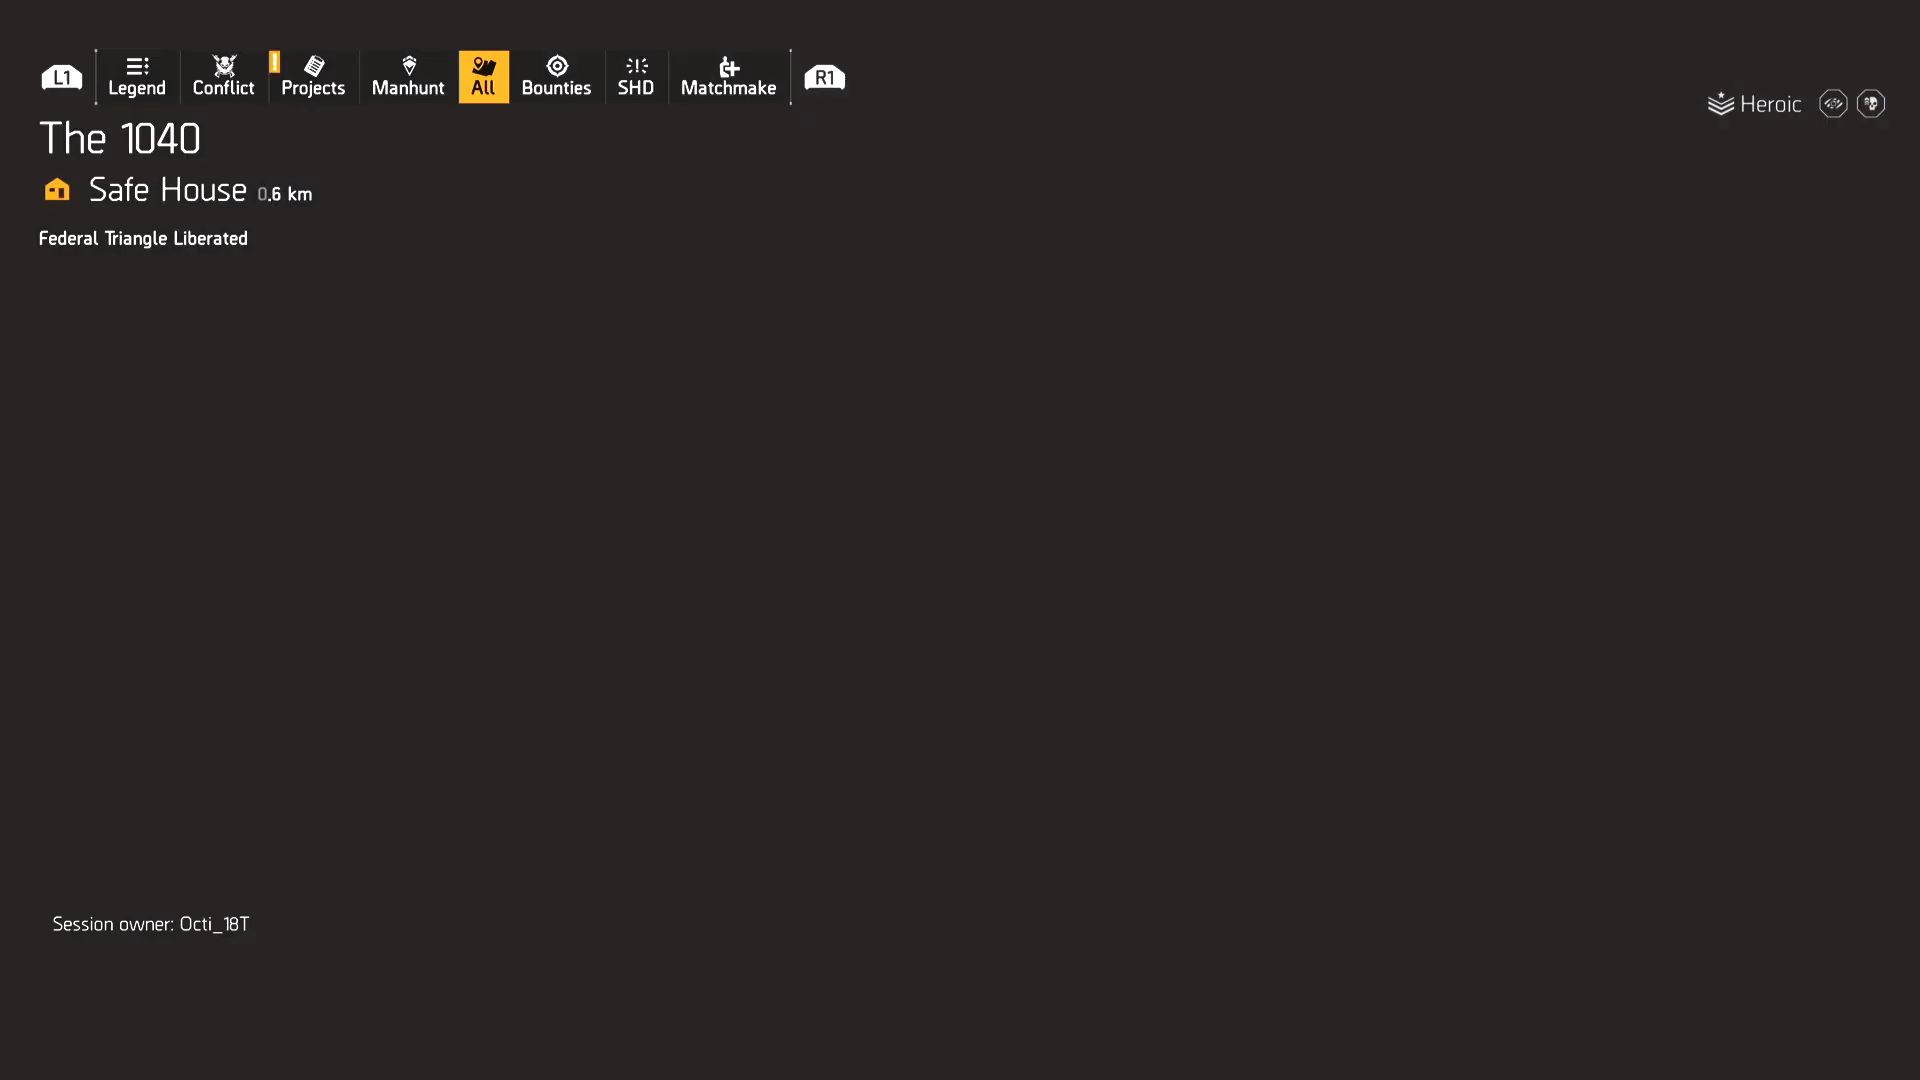 L1 Legend Conflict ! Projects Manhunt All Bounties SHD Matchmake R1
Heroic
The 1040
Safe House 0.6 km
Federal Triangle Liberated
Session owner: Octi_18T